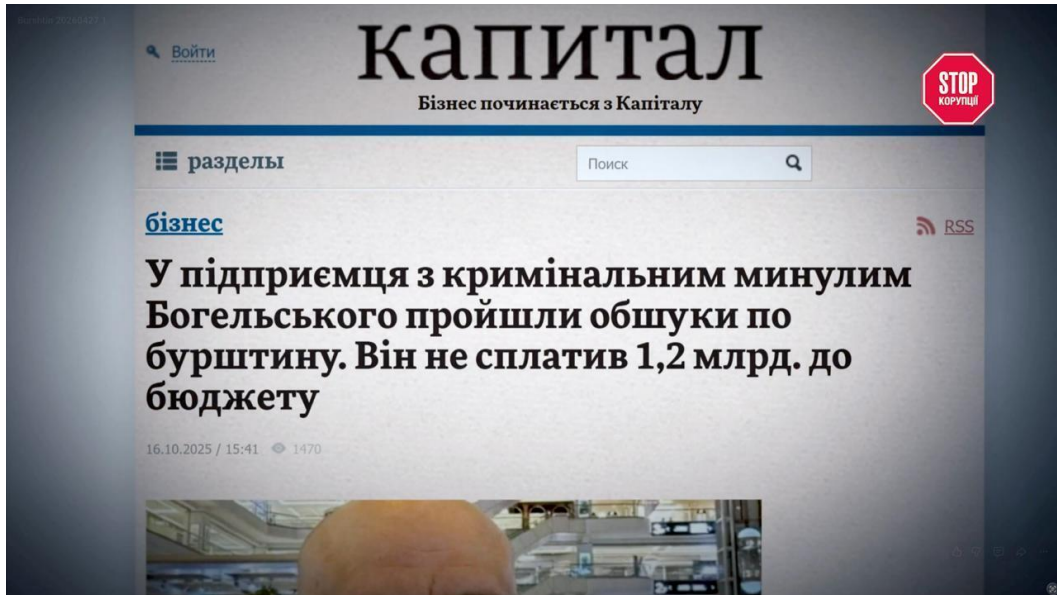 Войти
капитал
STOP
КОРУПЦІЇ
Бізнес починається з Капіталу
разделы
Поиск
бізнес
RSS
У підприємця з кримінальним минулим
Богельського пройшли обшуки по
бурштину. Він не сплатив 1,2 млрд. до
бюджету
16.10.2025 / 15:41 1470